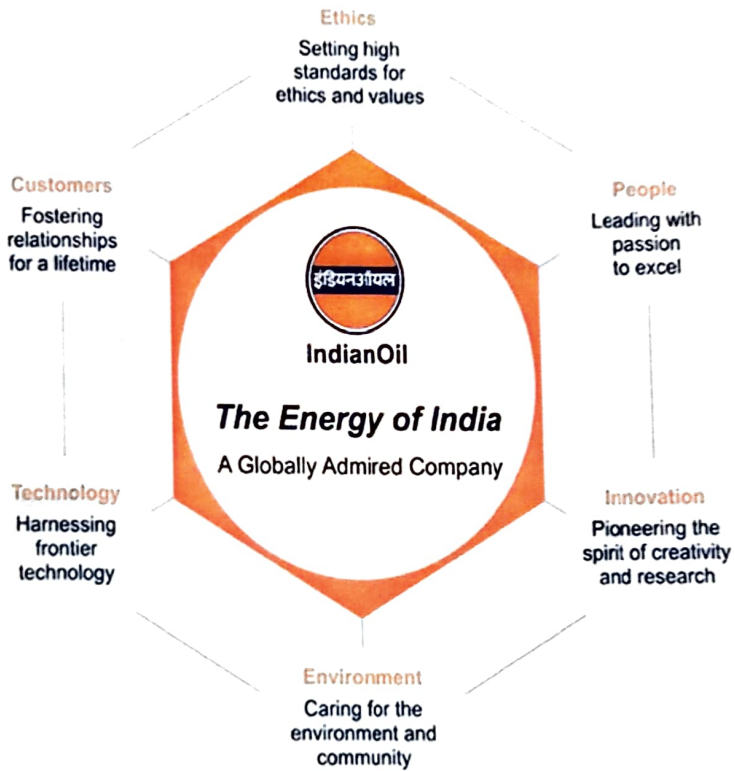 Ethics
Setting high
standards for
ethics and values
Customers
Fostering
relationships
for a lifetime
People
Leading with
passion
to excel
इंडियनऑयल
IndianOil
The Energy of India
A Globally Admired Company
Technology
Harnessing
frontier
technology
Innovation
Pioneering the
spirit of creativity
and research
Environment
Caring for the
environment and
community